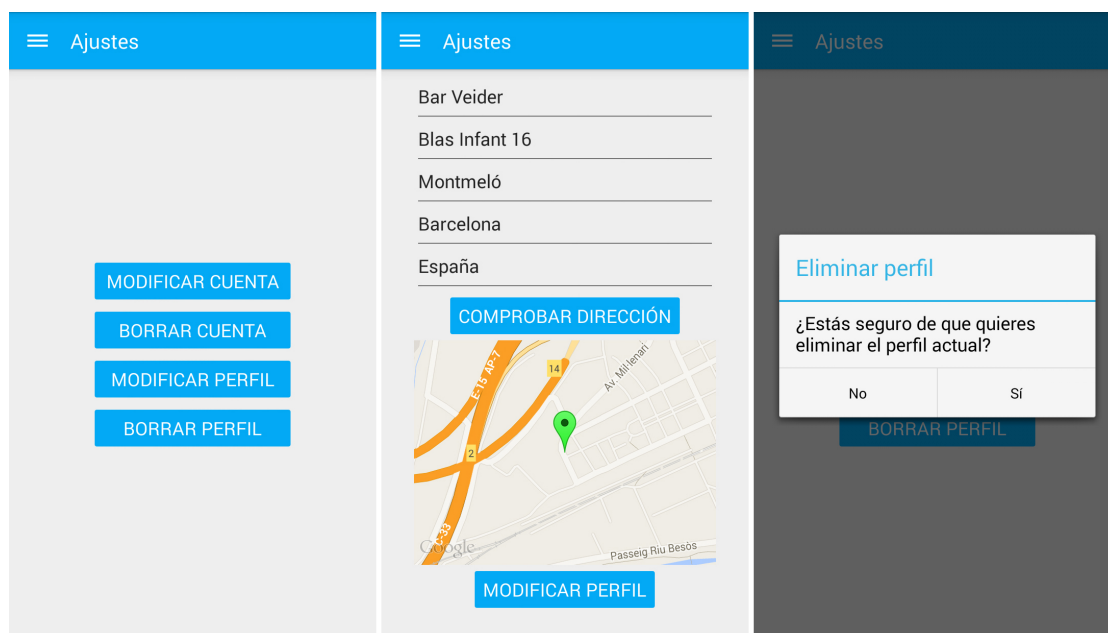 Ajustes
MODIFICAR CUENTA
BORRAR CUENTA
MODIFICAR PERFIL
BORRAR PERFIL
Ajustes
Bar Veider
Blas Infant 16
Montmeló
Barcelona
España
COMPROBAR DIRECCIÓN
E-15 AP-7
14
Av. Mil·lenari
2
C-33
Google
Passeig Riu Besòs
MODIFICAR PERFIL
Ajustes
Eliminar perfil
¿Estás seguro de que quieres
eliminar el perfil actual?
No
Sí
BORRAR PERFIL